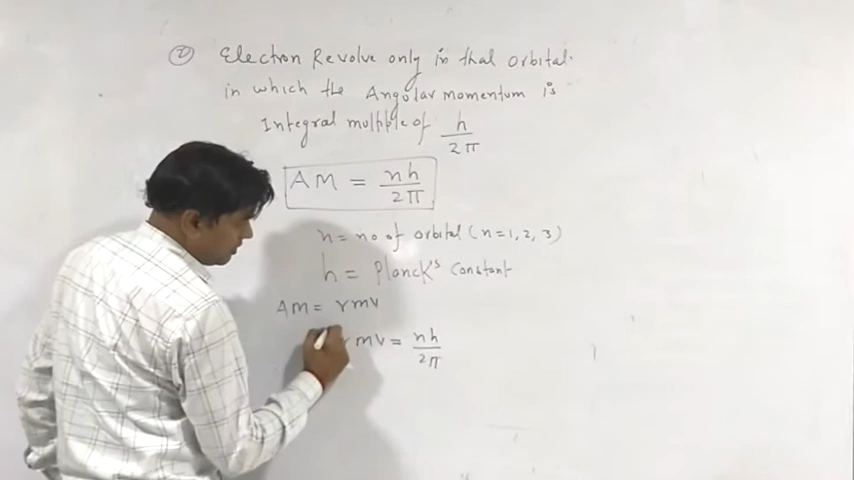 ② Electron Revolve only in that orbital.
in which the Angular momentum is
Integral multiple of h/2π
AM = nh/2π
n = no of orbital (n=1, 2, 3)
h = Planck's Constant
AM = rmv
mv = nh/2π